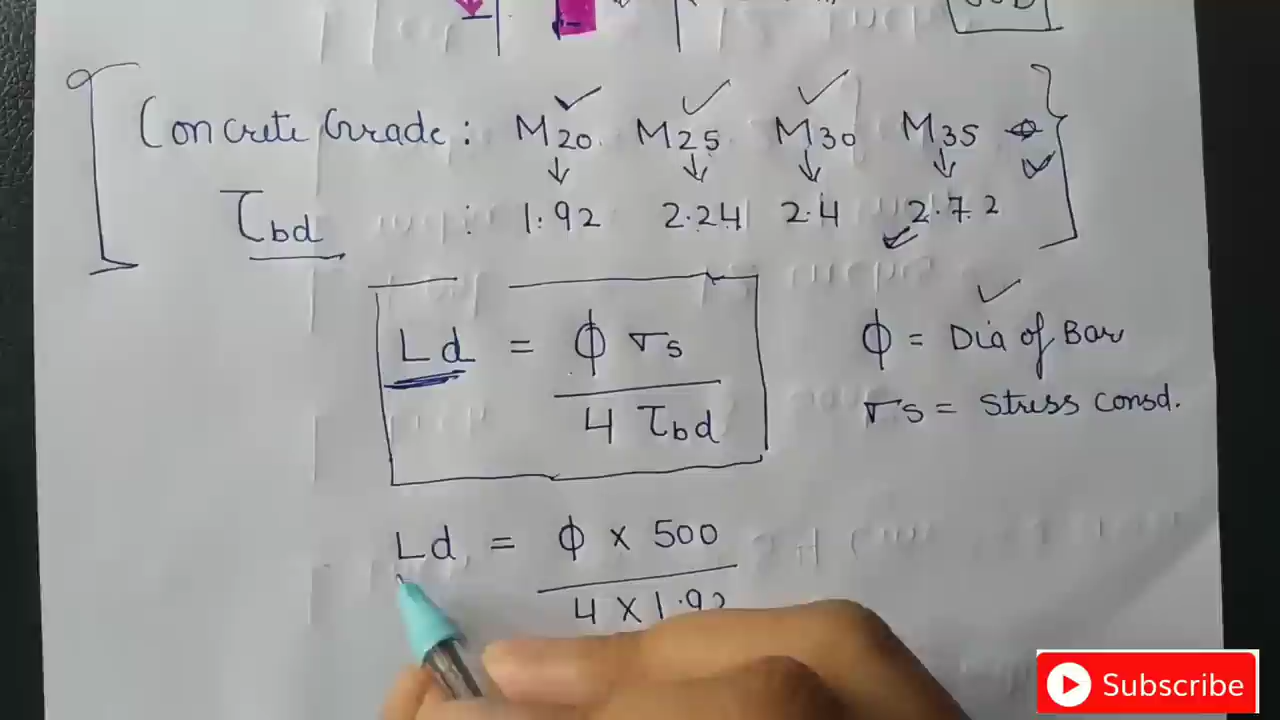 Concrete Grade : M20 M25 M30 M35
τbd : 1.92 2.24 2.4 2.72
Ld = ϕ σs / 4 τbd
ϕ = Dia of Bar
σs = Stress Consd.
Ld = ϕ x 500 / 4 x 1.92
Subscribe